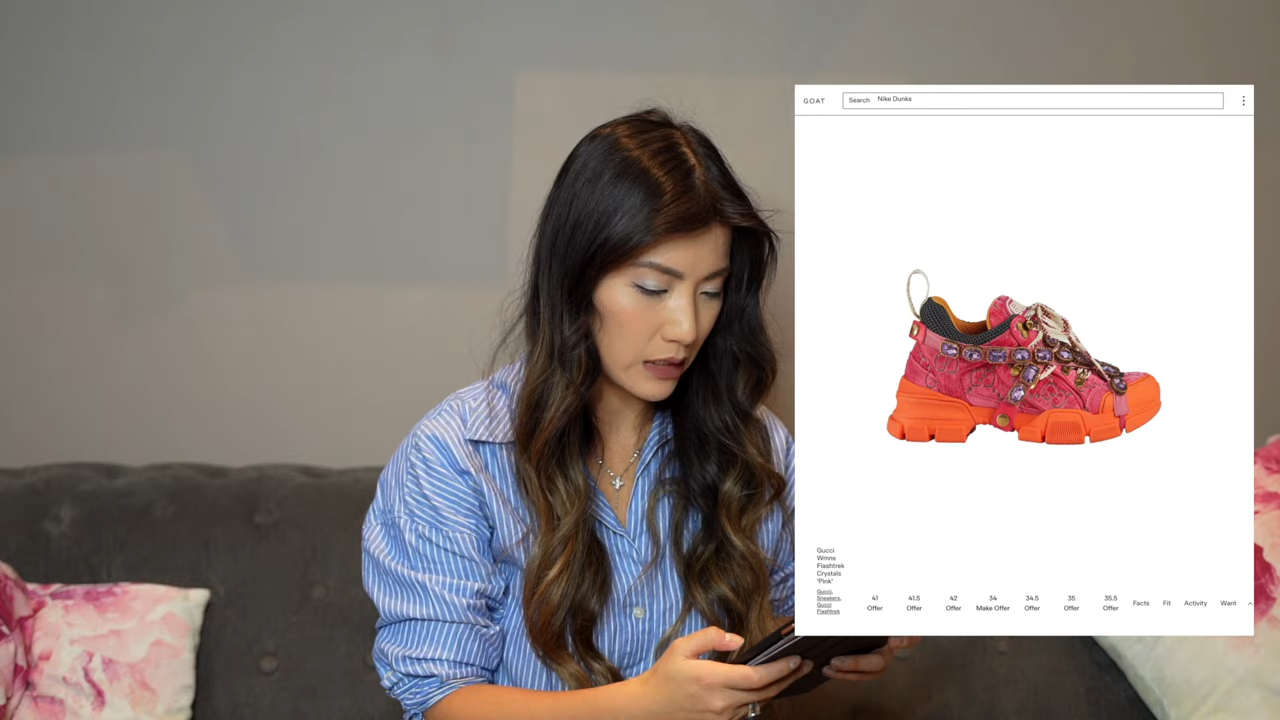 GOAT
Search Nike Dunks
Gucci
Wmns
Flashtrek
Crystals
'Pink'
Gucci,
Sneakers,
Gucci
Flashtrek
41 41.5 42 34 34.5 35 35.5
Offer Offer Offer Make Offer Offer Offer Offer
Facts Fit Activity Want